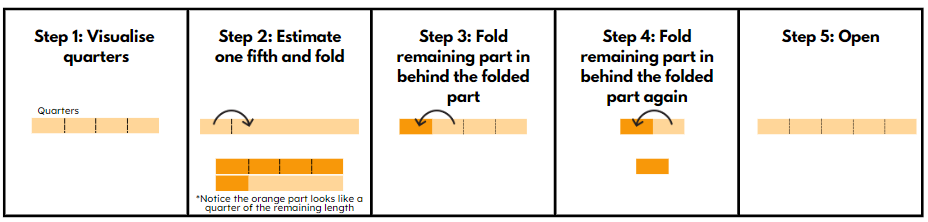 Step 1: Visualise
quarters
Quarters
Step 2: Estimate
one fifth and fold
*Notice the orange part looks like a
quarter of the remaining length
Step 3: Fold
remaining part in
behind the folded
part
Step 4: Fold
remaining part in
behind the folded
part again
Step 5: Open